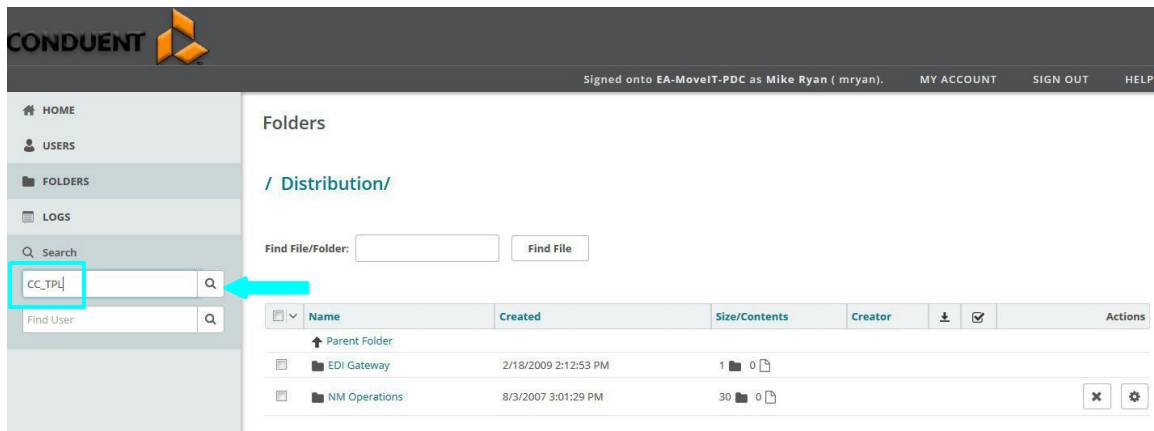 CONDUENT
Signed onto EA-MoveIT-PDC as Mike Ryan ( mryan). MY ACCOUNT SIGN OUT HELP
HOME
USERS
FOLDERS
LOGS
Search
CC_TPL
Find User
Folders
/ Distribution/
Find File/Folder: Find File
Name Created Size/Contents Creator Actions
Parent Folder
EDI Gateway 2/18/2009 2:12:53 PM 1 0
NM Operations 8/3/2007 3:01:29 PM 30 0